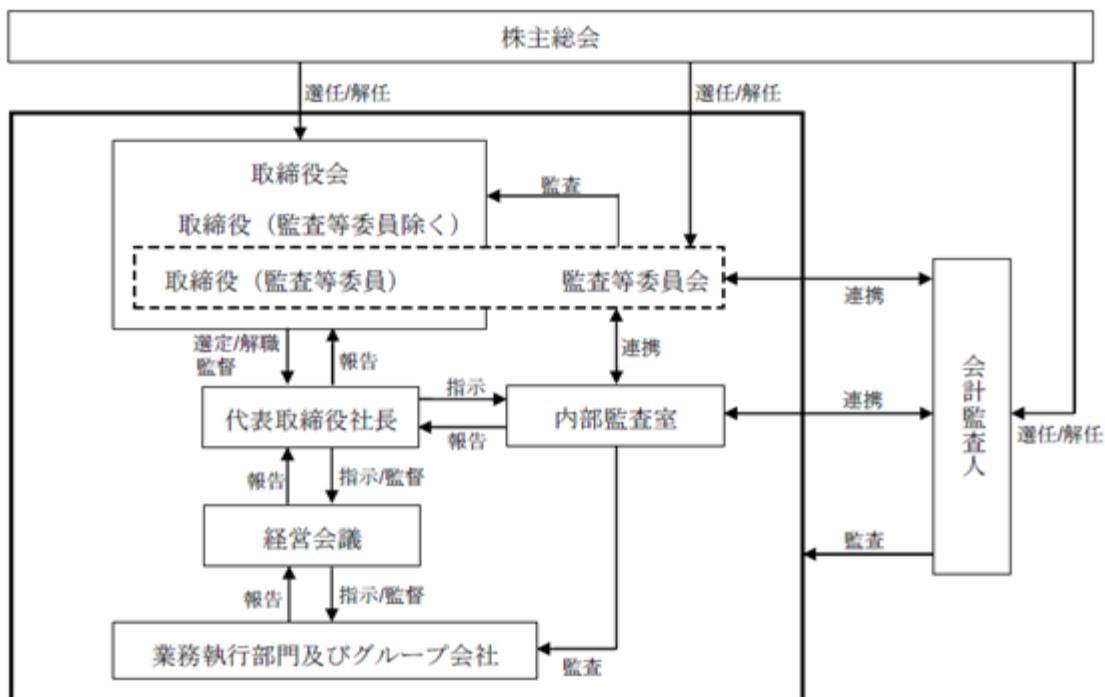 株主総会
選任/解任
選任/解任
取締役会
監査
取締役（監査等委員除く）
取締役（監査等委員）
監査等委員会
連携
選定/解職
監督
報告
連携
会計監査人
指示
代表取締役社長
内部監査室
連携
報告
選任/解任
報告
指示/監督
経営会議
監査
報告
指示/監督
業務執行部門及びグループ会社
監査